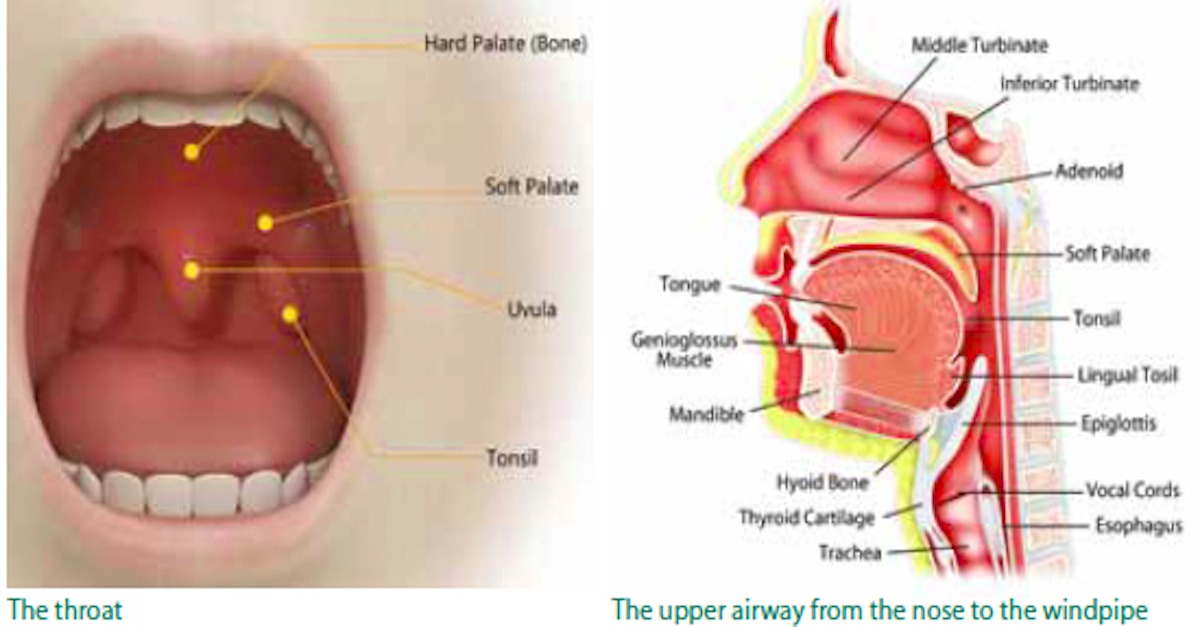 Hard Palate (Bone)
Soft Palate
Uvula
Tonsil
The throat
Middle Turbinate
Inferior Turbinate
Adenoid
Soft Palate
Tongue
Tonsil
Genioglossus
Muscle
Lingual Tosil
Mandible
Epiglottis
Hyoid Bone
Vocal Cords
Thyroid Cartilage
Esophagus
Trachea
The upper airway from the nose to the windpipe